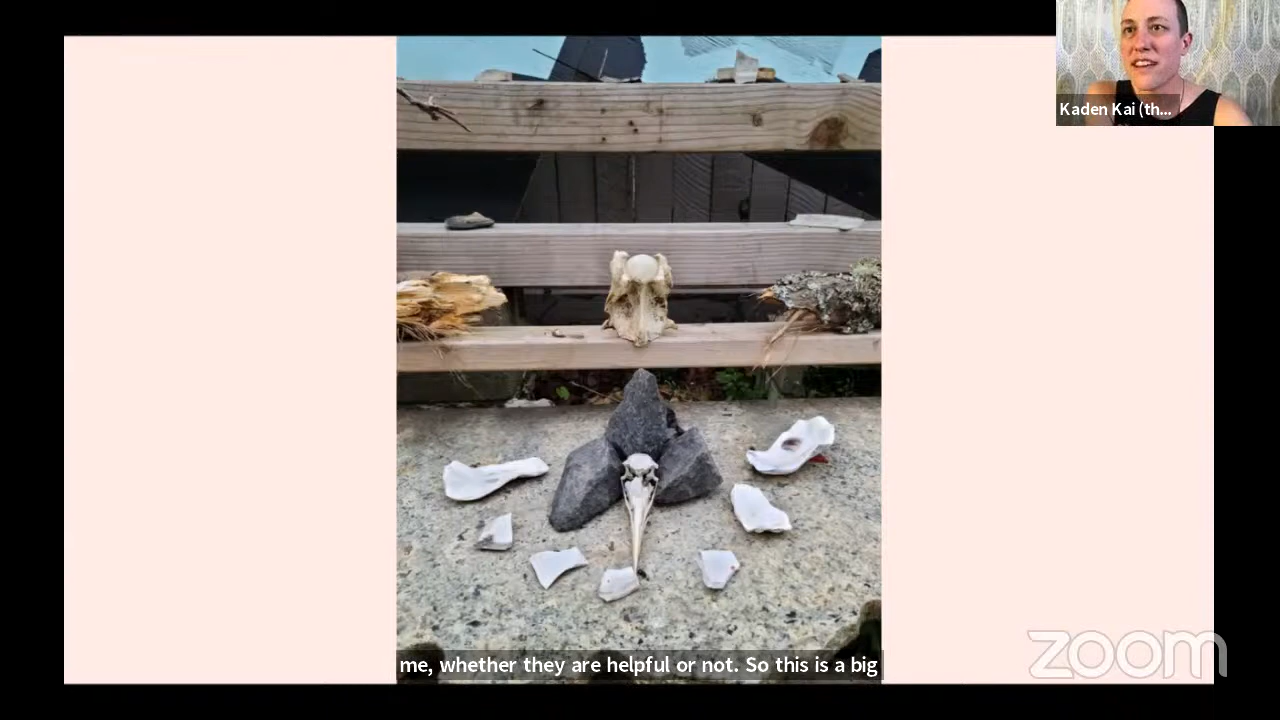 Kaden Kai (th...
me, whether they are helpful or not. So this is a big
zoom